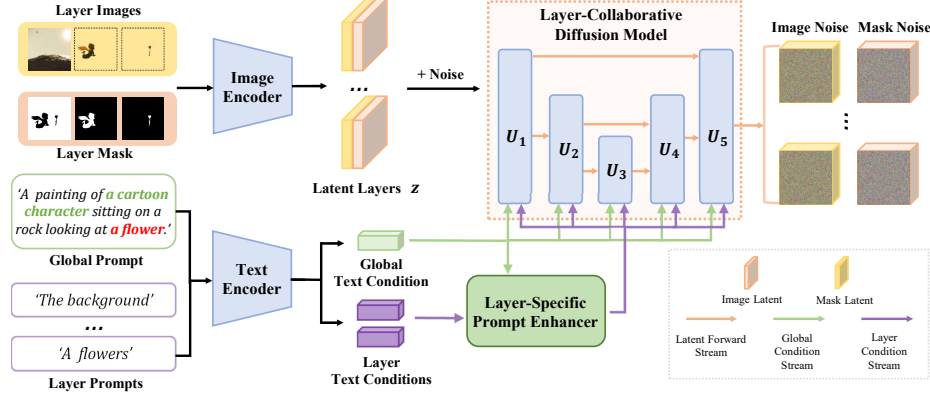 Layer Images
Layer Mask
Image
Encoder
...
Latent Layers z
+ Noise
Layer-Collaborative
Diffusion Model
U1
U2
U3
U4
U5
Image Noise
Mask Noise
...
'A painting of a cartoon
character sitting on a
rock looking at a flower.'
Global Prompt
'The background'
...
'A flowers'
Layer Prompts
Text
Encoder
Global
Text Condition
Layer
Text Conditions
Layer-Specific
Prompt Enhancer
Image Latent
Mask Latent
Latent Forward
Stream
Global
Condition
Stream
Layer
Condition
Stream